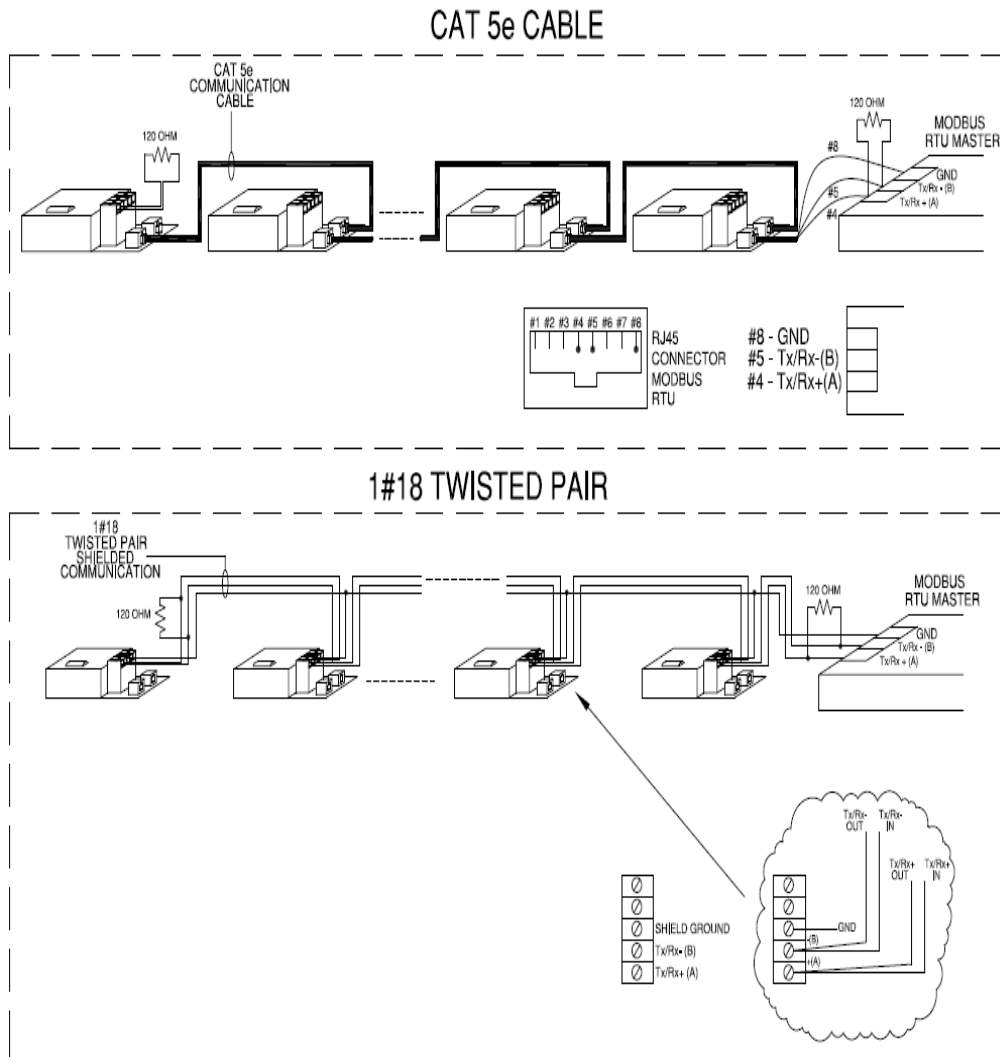 CAT 5e CABLE
CAT 5e
COMMUNICATION
CABLE
120 OHM
120 OHM
MODBUS
RTU MASTER
#8
GND
Tx/Rx - (B)
#5
Tx/Rx + (A)
#4
#1 #2 #3 #4 #5 #6 #7 #8
RJ45
CONNECTOR
MODBUS
RTU
#8 - GND
#5 - Tx/Rx-(B)
#4 - Tx/Rx+(A)
1#18 TWISTED PAIR
1#18
TWISTED PAIR
SHIELDED
COMMUNICATION
120 OHM
120 OHM
MODBUS
RTU MASTER
GND
Tx/Rx - (B)
Tx/Rx + (A)
Tx/Rx-
OUT
Tx/Rx-
IN
Tx/Rx+
OUT
Tx/Rx+
IN
SHIELD GROUND
Tx/Rx- (B)
Tx/Rx+ (A)
GND
-(B)
+(A)